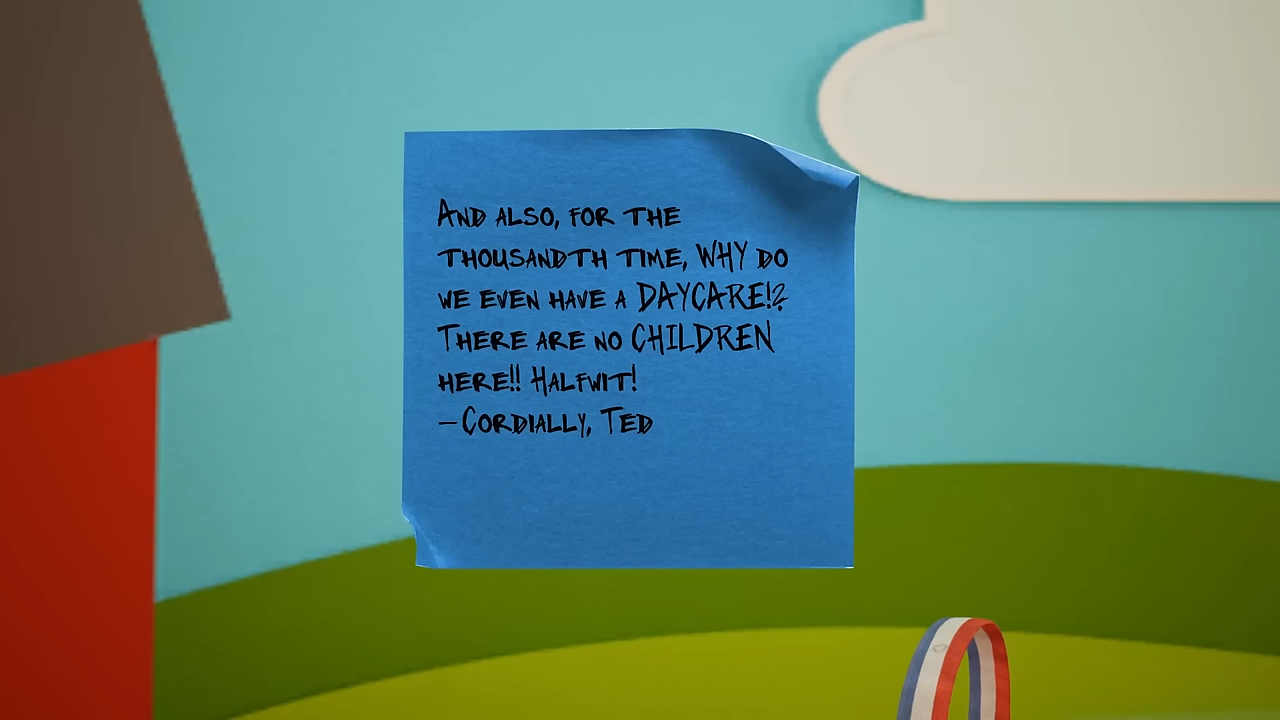 And also, for the
thousandth time, WHY do
we even have a DAYCARE!?
There are no CHILDREN
here!! Halfwit!
–Cordially, Ted